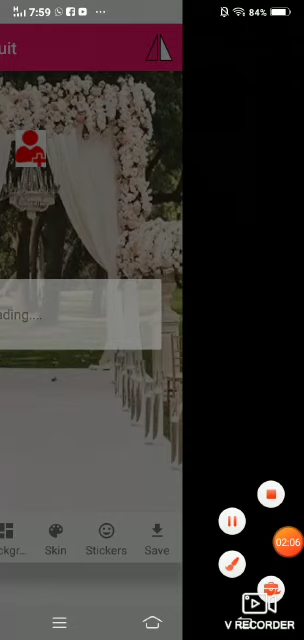 H 7:59 ... 84%
uit
ading....
ckgr... Skin Stickers Save
02:06
V RECORDER